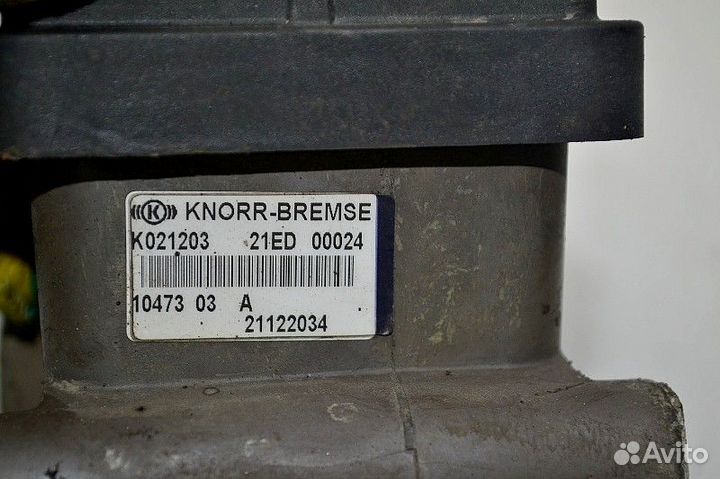 ((K)) KNORR-BREMSE
K021203 21ED 00024
10473 03 A
21122034
Avito